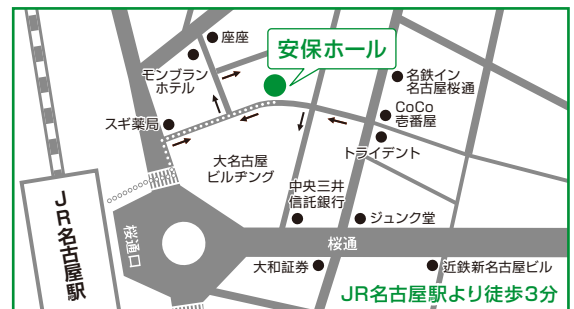 座座
安保ホール
モンブラン
ホテル
名鉄イン
名古屋桜通
CoCo
壱番屋
スギ薬局
トライデント
大名古屋
ビルヂング
中央三井
信託銀行
ジュンク堂
JR名古屋駅
桜通口
桜通
大和証券
近鉄新名古屋ビル
JR名古屋駅より徒歩3分